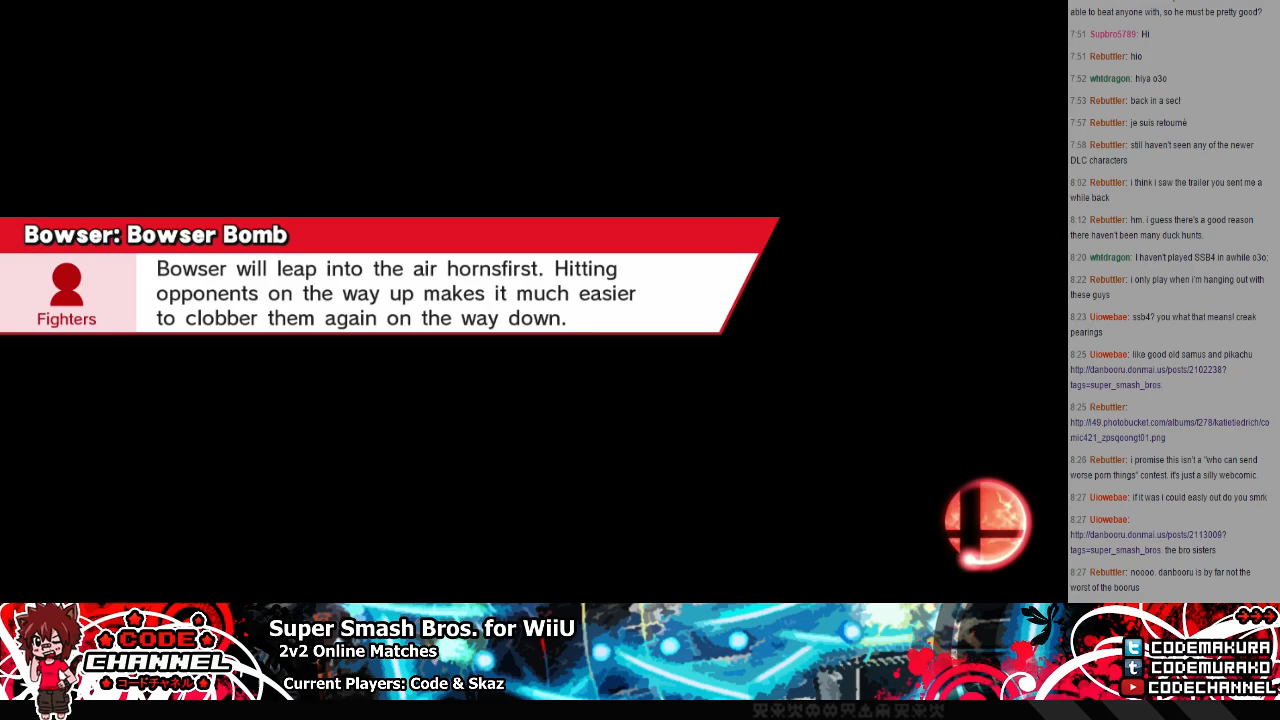 Bowser: Bowser Bomb
Bowser will leap into the air hornsfirst. Hitting
opponents on the way up makes it much easier
to clobber them again on the way down.
Fighters
able to beat anyone with, so he must be pretty good?
7:51 Supbro5789: Hi
7:51 Rebuttler: hio
7:52 whtdragon: hiya o3o
7:53 Rebuttler: back in a sec!
7:57 Rebuttler: je suis retourné
7:58 Rebuttler: still haven't seen any of the newer
DLC characters
8:02 Rebuttler: i think i saw the trailer you sent me a
while back
8:12 Rebuttler: hm. i guess there's a good reason
there haven't been many duck hunts.
8:20 whtdragon: I haven't played SSB4 in awhile o3o;
8:22 Rebuttler: i only play when i'm hanging out with
these guys
8:23 Uiowebae: ssb4? you what that means! creak
pearings
8:25 Uiowebae: like good old samus and pikachu
http://danbooru.donmai.us/posts/2102238?
tags=super_smash_bros.
8:25 Rebuttler:
http://i49.photobucket.com/albums/f278/katietiedrich/co
mic421_zpsqoongt01.png
8:26 Rebuttler: i promise this isn't a "who can send
worse porn things" contest. it's just a silly webcomic.
8:27 Uiowebae: if it was i could easly out do you smrk
8:27 Uiowebae:
http://danbooru.donmai.us/posts/2113009?
tags=super_smash_bros. the bro sisters
8:27 Rebuttler: noooo. danbooru is by far not the
worst of the boorus
CODE
CHANNEL
コードチャネル
Super Smash Bros. for WiiU
2v2 Online Matches
Current Players: Code & Skaz
CODEMAKURA
CODEMURAKO
CODECHANNEL